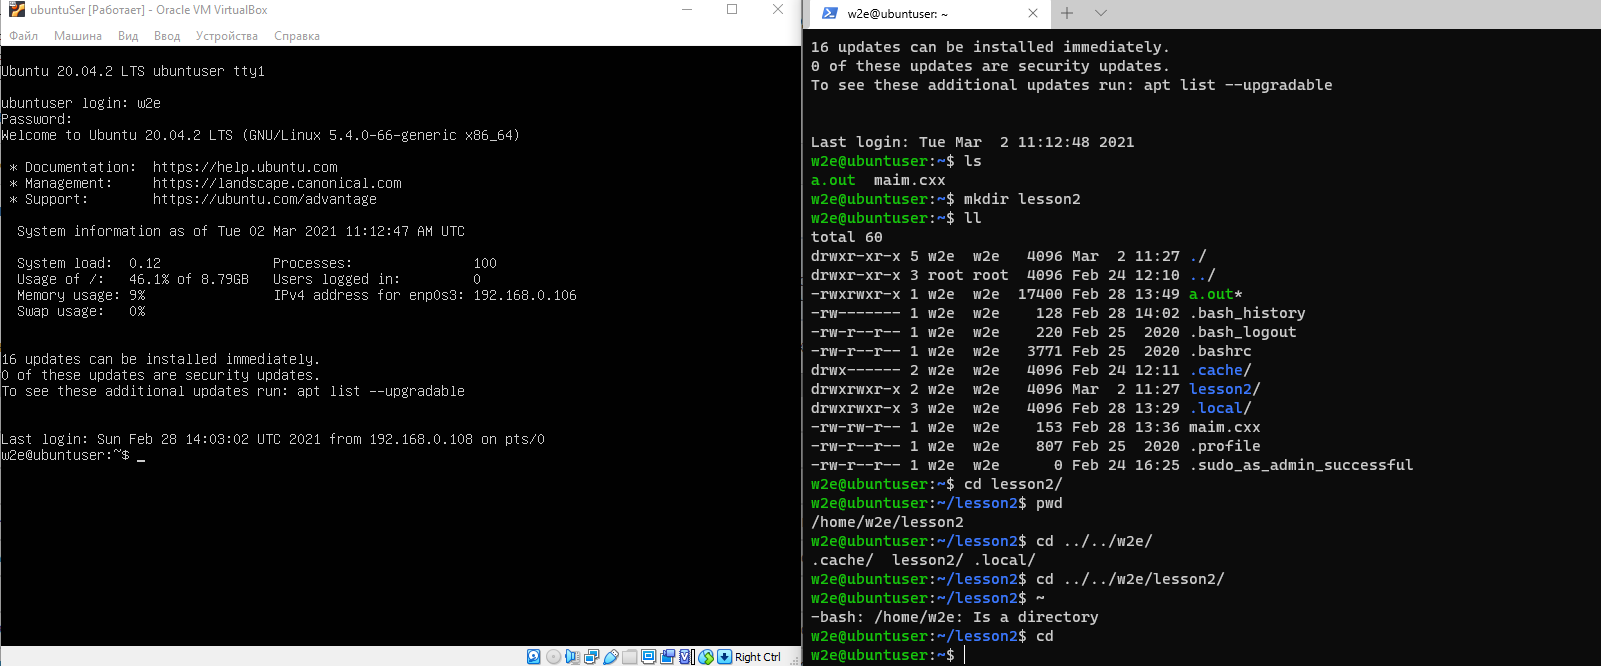 ubuntuSer [Работает] - Oracle VM VirtualBox
Файл Машина Вид Ввод Устройства Справка
Ubuntu 20.04.2 LTS ubuntuser tty1
ubuntuser login: w2e
Password:
Welcome to Ubuntu 20.04.2 LTS (GNU/Linux 5.4.0-66-generic x86_64)
* Documentation:  https://help.ubuntu.com
* Management:     https://landscape.canonical.com
* Support:        https://ubuntu.com/advantage
System information as of Tue 02 Mar 2021 11:12:47 AM UTC
System load:  0.12              Processes:               100
Usage of /:   46.1% of 8.79GB   Users logged in:         0
Memory usage: 9%                IPv4 address for enp0s3: 192.168.0.106
Swap usage:   0%
16 updates can be installed immediately.
0 of these updates are security updates.
To see these additional updates run: apt list --upgradable
Last login: Sun Feb 28 14:03:02 UTC 2021 from 192.168.0.108 on pts/0
w2e@ubuntuser:~$ _
Right Ctrl
w2e@ubuntuser: ~
16 updates can be installed immediately.
0 of these updates are security updates.
To see these additional updates run: apt list --upgradable
Last login: Tue Mar  2 11:12:48 2021
w2e@ubuntuser:~$ ls
a.out  maim.cxx
w2e@ubuntuser:~$ mkdir lesson2
w2e@ubuntuser:~$ ll
total 60
drwxr-xr-x 5 w2e  w2e   4096 Mar  2 11:27 ./
drwxr-xr-x 3 root root  4096 Feb 24 12:10 ../
-rwxrwxr-x 1 w2e  w2e  17400 Feb 28 13:49 a.out*
-rw------- 1 w2e  w2e    128 Feb 28 14:02 .bash_history
-rw-r--r-- 1 w2e  w2e    220 Feb 25  2020 .bash_logout
-rw-r--r-- 1 w2e  w2e   3771 Feb 25  2020 .bashrc
drwx------ 2 w2e  w2e   4096 Feb 24 12:11 .cache/
drwxrwxr-x 2 w2e  w2e   4096 Mar  2 11:27 lesson2/
drwxrwxr-x 3 w2e  w2e   4096 Feb 28 13:29 .local/
-rw-rw-r-- 1 w2e  w2e    153 Feb 28 13:36 maim.cxx
-rw-r--r-- 1 w2e  w2e    807 Feb 25  2020 .profile
-rw-r--r-- 1 w2e  w2e      0 Feb 24 16:25 .sudo_as_admin_successful
w2e@ubuntuser:~$ cd lesson2/
w2e@ubuntuser:~/lesson2$ pwd
/home/w2e/lesson2
w2e@ubuntuser:~/lesson2$ cd ../../w2e/
.cache/  lesson2/ .local/
w2e@ubuntuser:~/lesson2$ cd ../../w2e/lesson2/
w2e@ubuntuser:~/lesson2$ ~
-bash: /home/w2e: Is a directory
w2e@ubuntuser:~/lesson2$ cd
w2e@ubuntuser:~$